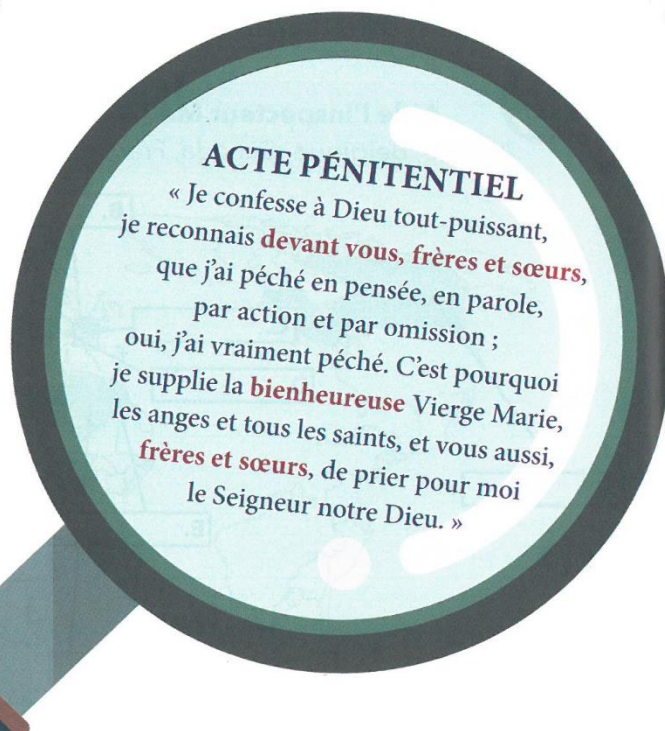 ACTE PÉNITENTIEL
« Je confesse à Dieu tout-puissant,
je reconnais devant vous, frères et sœurs,
que j'ai péché en pensée, en parole,
par action et par omission ;
oui, j'ai vraiment péché. C'est pourquoi
je supplie la bienheureuse Vierge Marie,
les anges et tous les saints, et vous aussi,
frères et sœurs, de prier pour moi
le Seigneur notre Dieu. »